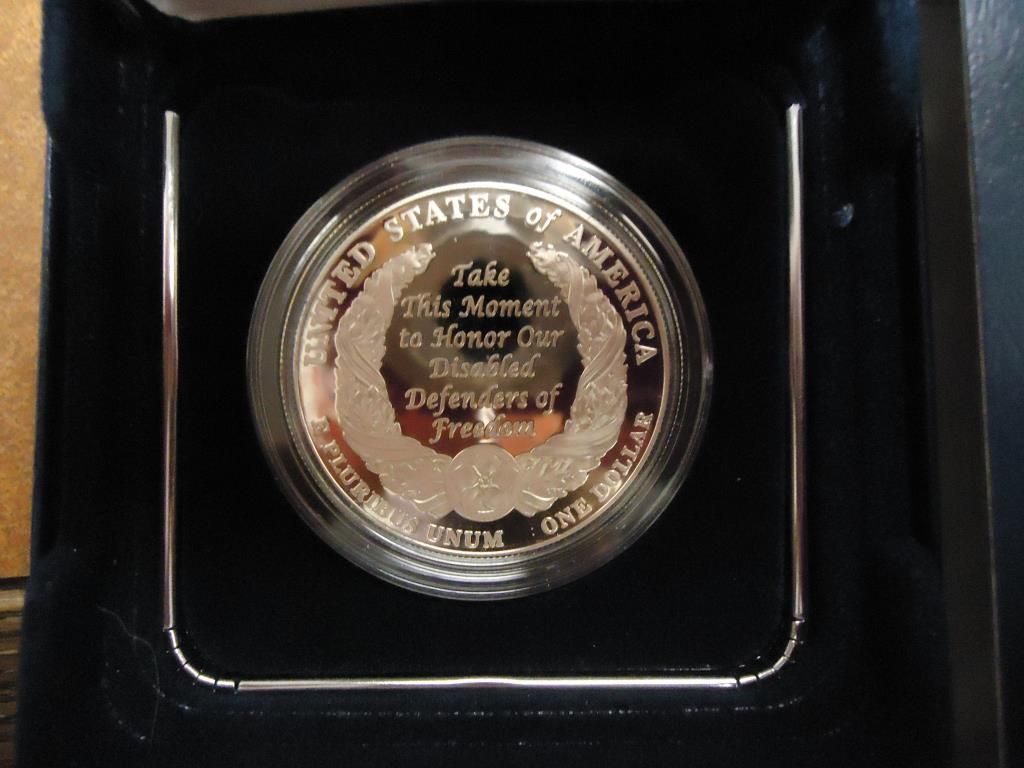 UNITED STATES of AMERICA
Take
This Moment
to Honor Our
Disabled
Defenders of
Freedom
E PLURIBUS UNUM
ONE DOLLAR